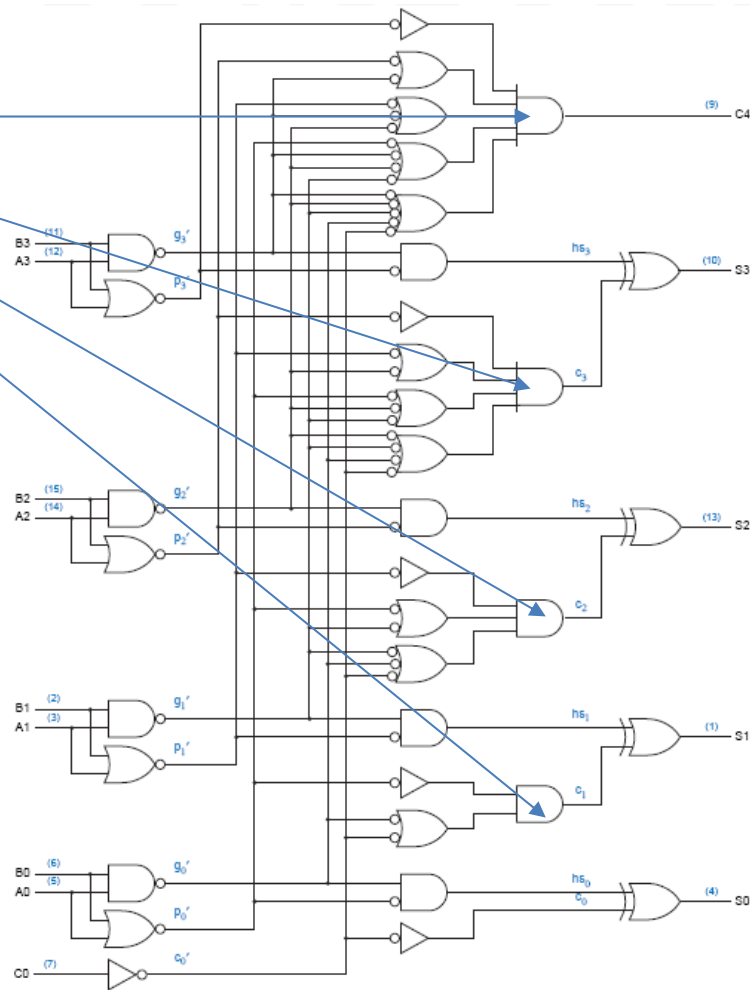 (9) C4
B3 (11) g3′ hs3
A3 (12) (10) S3
p3′
c3
B2 (15) g2′ hs2
A2 (14) (13) S2
p2′
c2
B1 (2) g1′ hs1
A1 (3) (1) S1
p1′
c1
B0 (6) g0′ hs0
A0 (5) c0 (4) S0
p0′
C0 (7) c0′